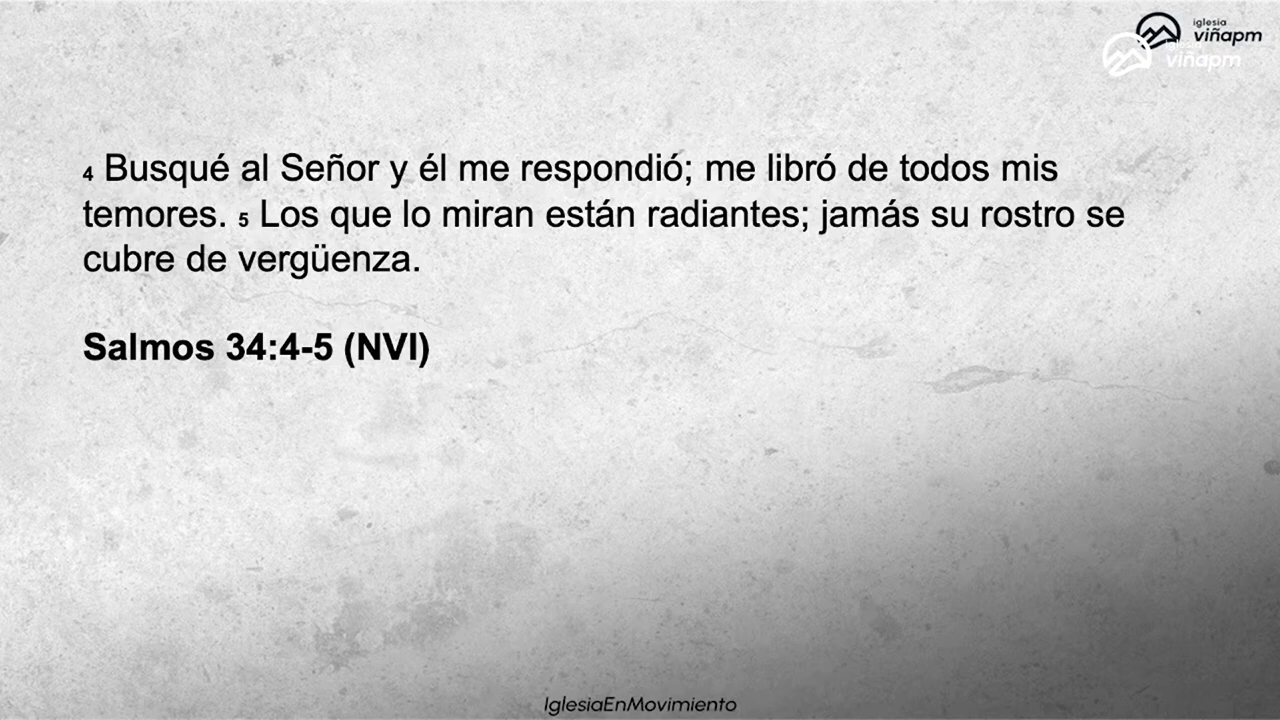 iglesia
viñapm
viñapm
4 Busqué al Señor y él me respondió; me libró de todos mis
temores. 5 Los que lo miran están radiantes; jamás su rostro se
cubre de vergüenza.
Salmos 34:4-5 (NVI)
IglesiaEnMovimiento